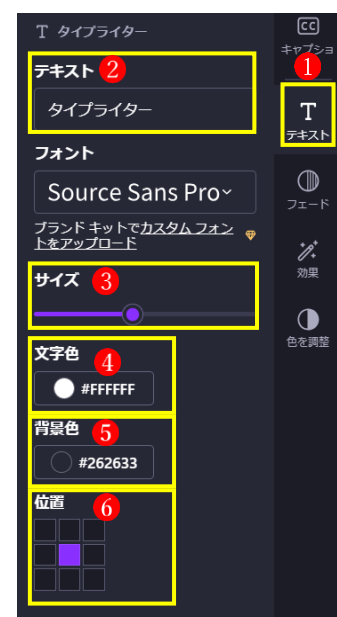 T タイプライター
テキスト 2
タイプライター
フォント
Source Sans Pro
ブランド キットでカスタム フォン
トをアップロード
サイズ 3
文字色
4
#FFFFFF
背景色 5
#262633
位置 6
CC
キャプショ
1
T
テキスト
フェード
効果
色を調整